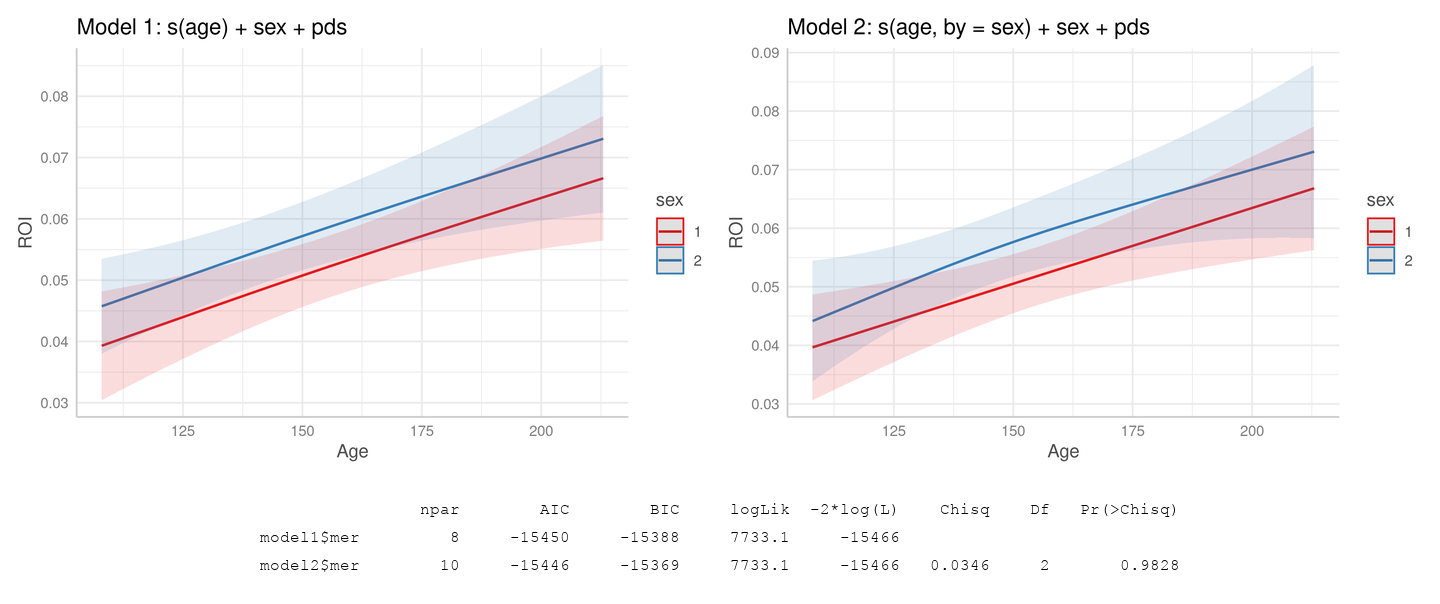 Model 1: s(age) + sex + pds
0.08
0.07
0.06
0.05
0.04
0.03
ROI
125 150 175 200
Age
sex
1
2
Model 2: s(age, by = sex) + sex + pds
0.09
0.08
0.07
0.06
0.05
0.04
0.03
ROI
125 150 175 200
Age
sex
1
2
npar AIC BIC logLik -2*log(L) Chisq Df Pr(>Chisq)
model1$mer 8 -15450 -15388 7733.1 -15466
model2$mer 10 -15446 -15369 7733.1 -15466 0.0346 2 0.9828